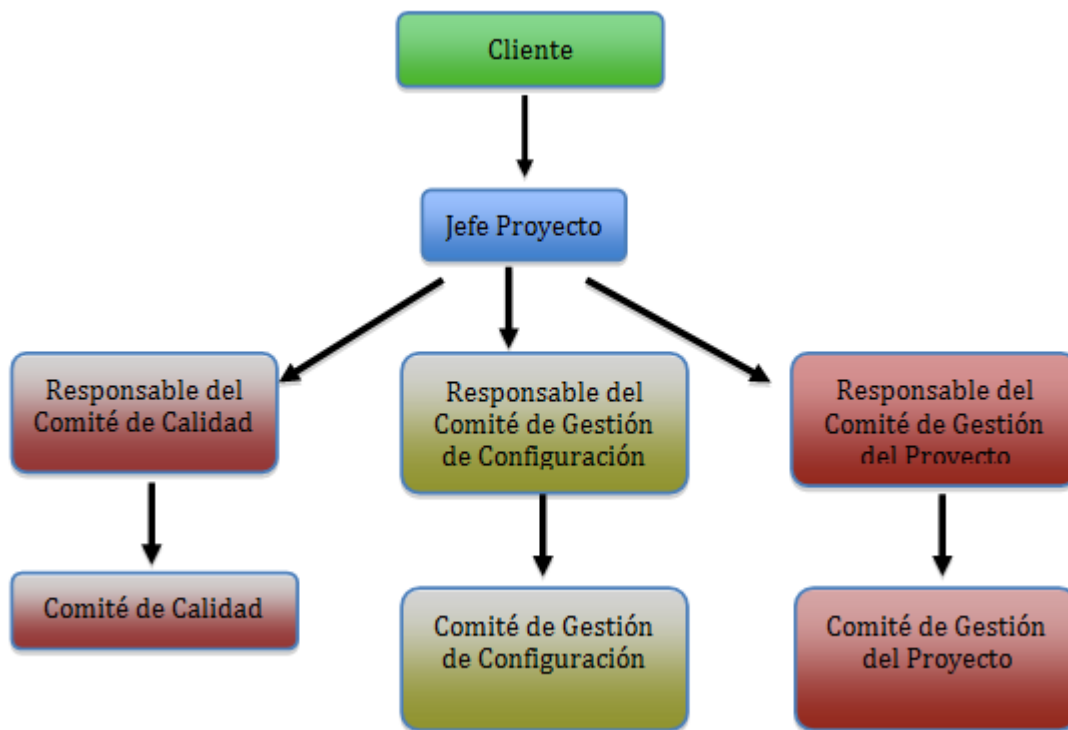 Cliente
Jefe Proyecto
Responsable del
Comité de Calidad
Responsable del
Comité de Gestión
de Configuración
Responsable del
Comité de Gestión
del Proyecto
Comité de Calidad
Comité de Gestión
de Configuración
Comité de Gestión
del Proyecto